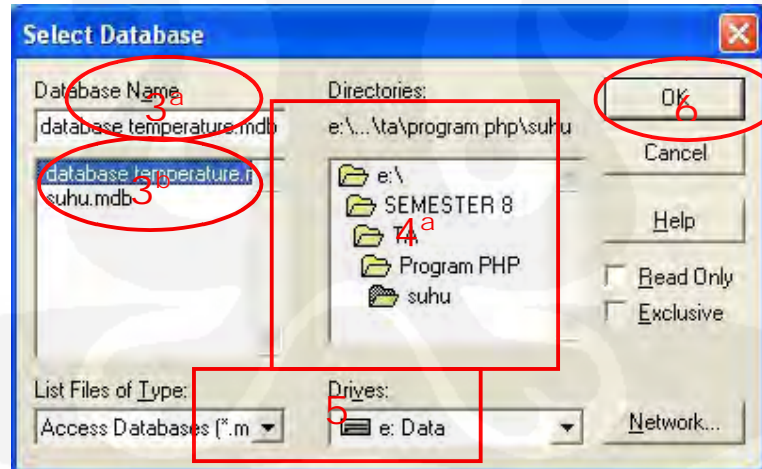 Select Database
Database Name
3a
database temperature.mdb
database temperature.r
3b
suhu.mdb
List Files of Type:
Access Databases (*.m
Directories:
e:\...\ta\program php\suhu
e:\
SEMESTER 8
4a
TA
Program PHP
suhu
Drives:
5
e: Data
OK
6
Cancel
Help
Read Only
Exclusive
Network...